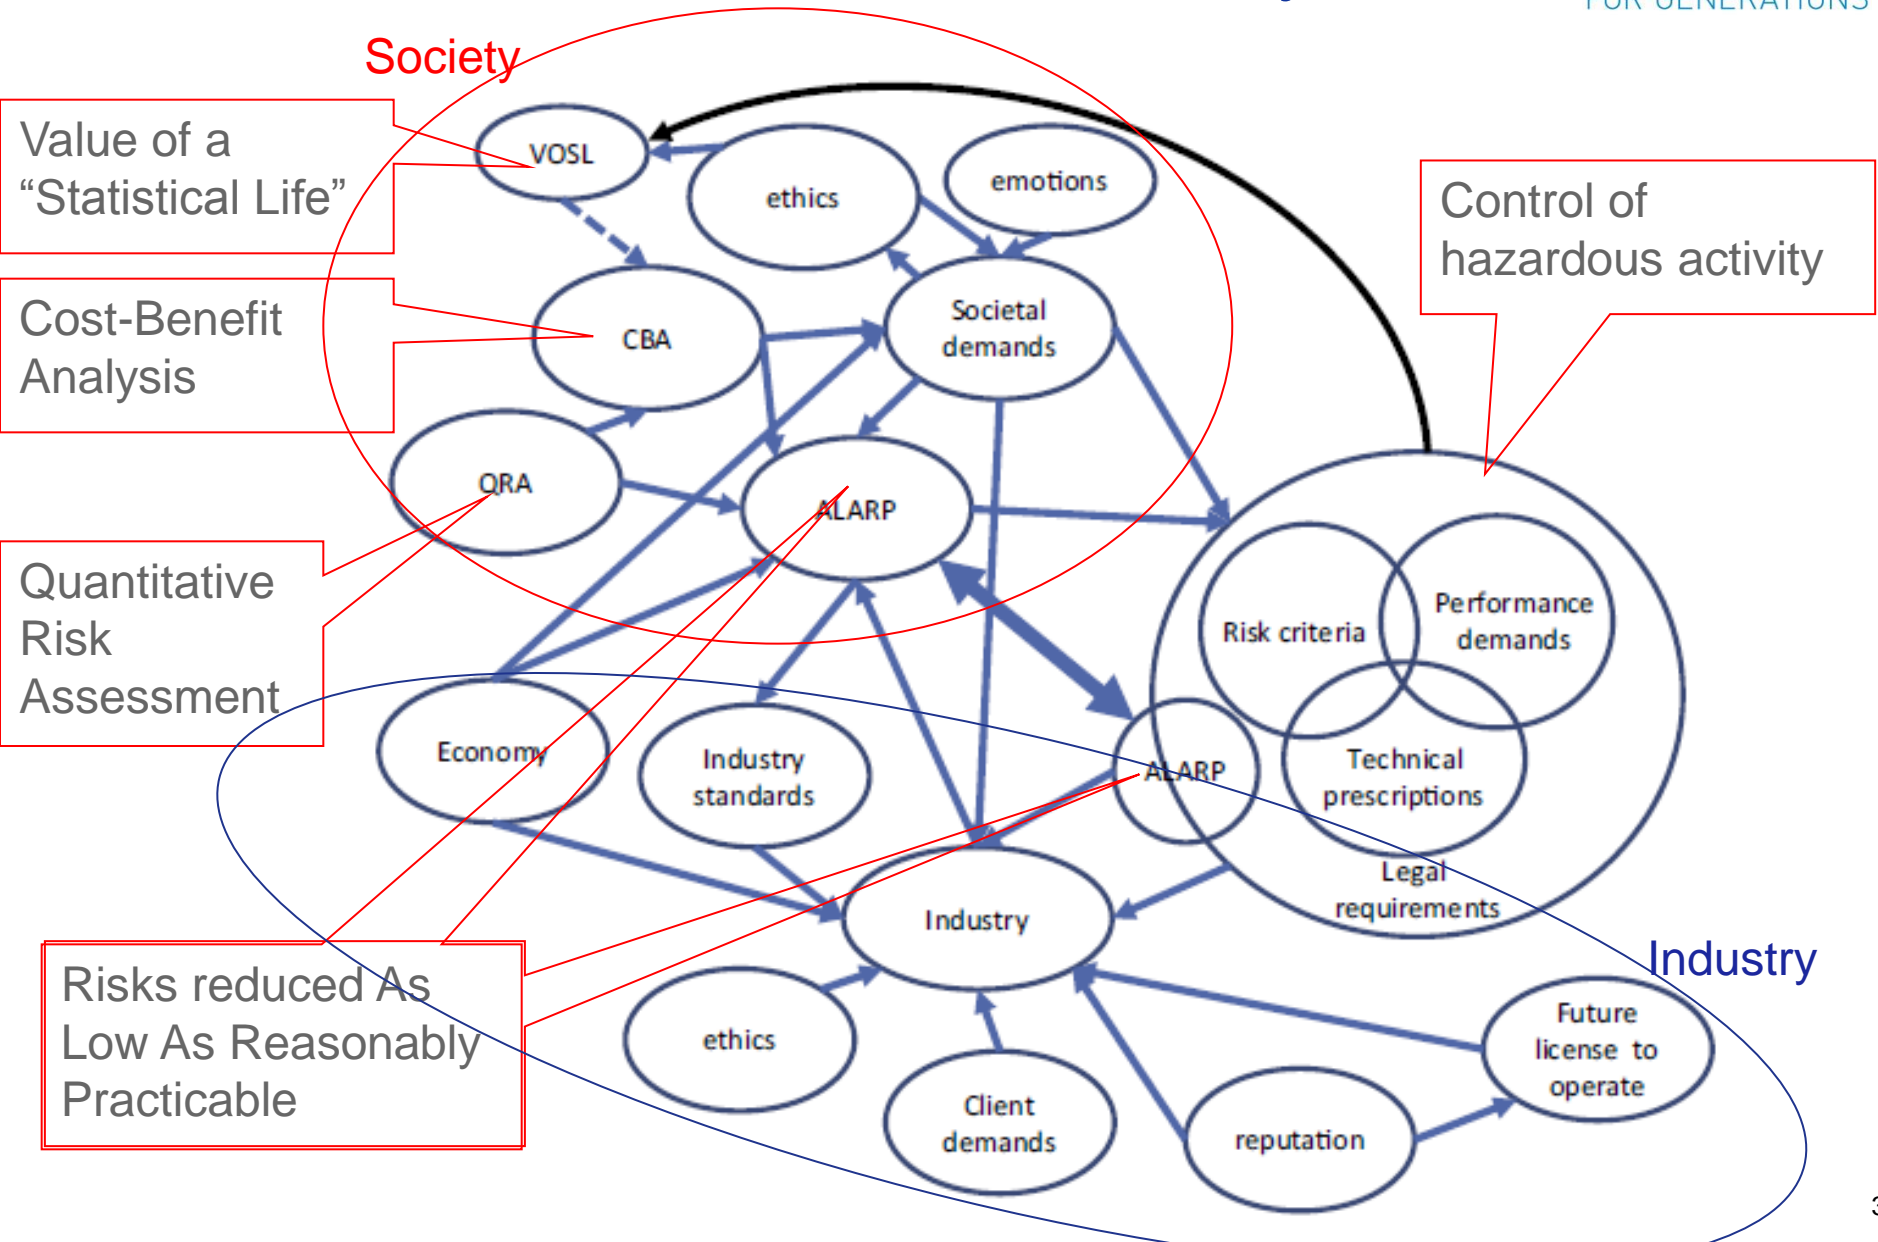 FOR GENERATIONS
Society
Value of a
“Statistical Life”
VOSL
ethics
emotions
Control of
hazardous activity
Cost-Benefit
Analysis
CBA
Societal
demands
QRA
ALARP
Quantitative
Risk
Assessment
Risk criteria
Performance
demands
Economy
Industry
standards
ALARP
Technical
prescriptions
Legal
requirements
Industry
Industry
Risks reduced As
Low As Reasonably
Practicable
ethics
Client
demands
reputation
Future
license to
operate